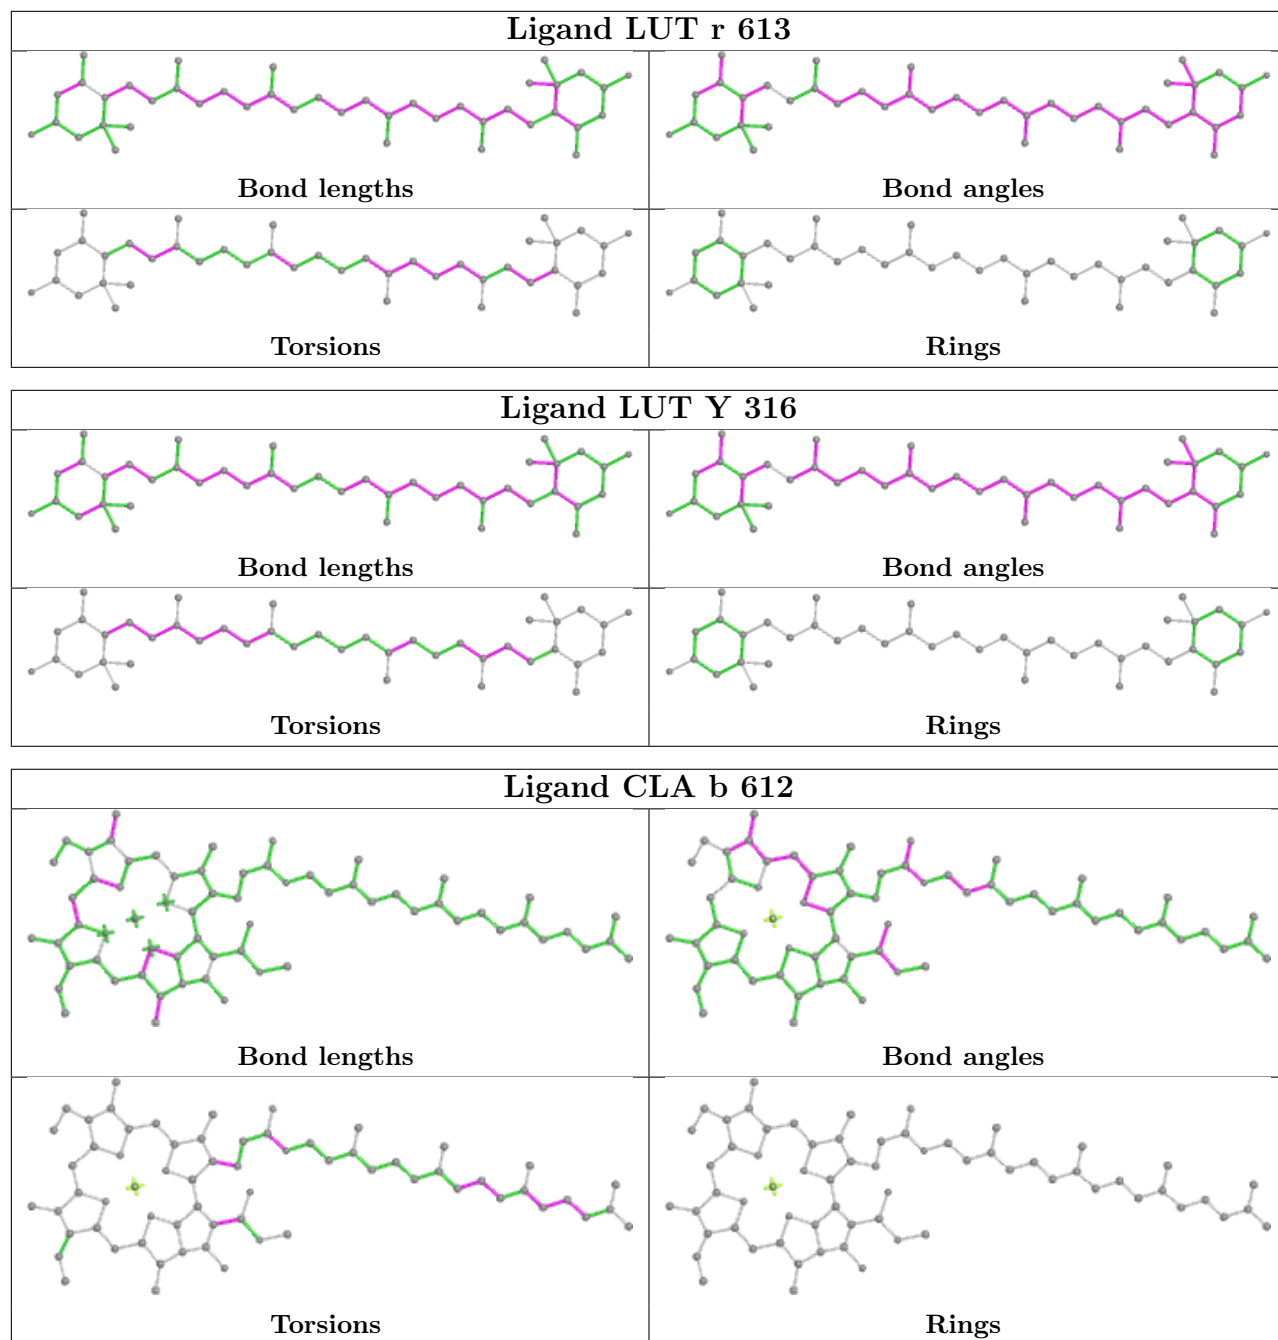 Ligand LUT r 613
Bond lengths
Bond angles
Torsions
Rings
Ligand LUT Y 316
Bond lengths
Bond angles
Torsions
Rings
Ligand CLA b 612
Bond lengths
Bond angles
Torsions
Rings